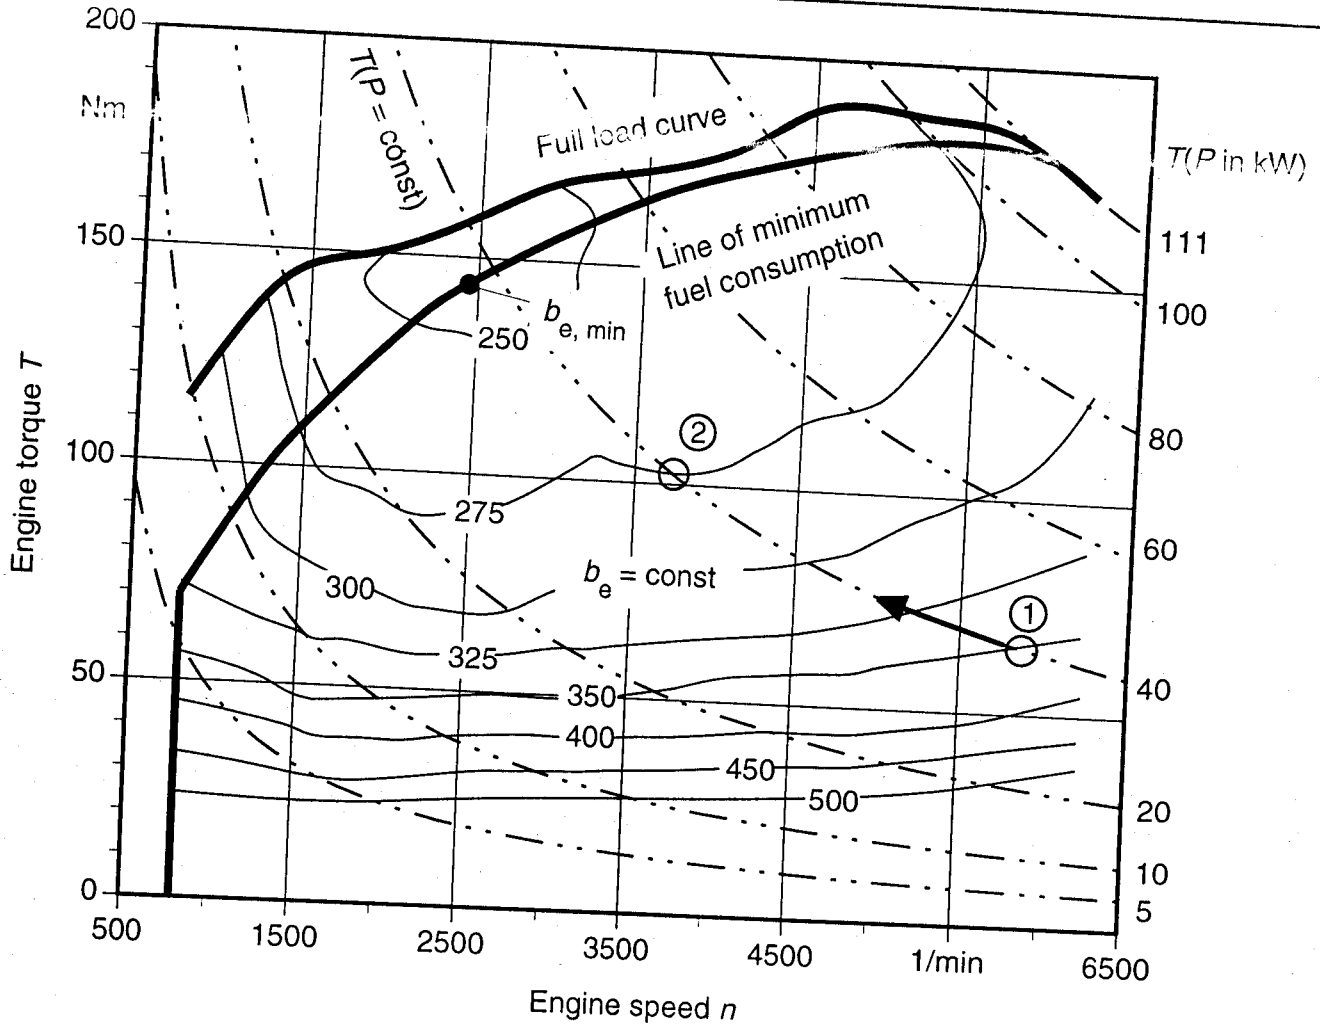 200
Nm
150
100
50
0
Engine torque T
T(P = const)
Full load curve
Line of minimum
fuel consumption
b e, min
250
275
300
b e = const
325
350
400
450
500
②
①
T(P in kW)
111
100
80
60
40
20
10
5
500
1500
2500
3500
4500
1/min
6500
Engine speed n